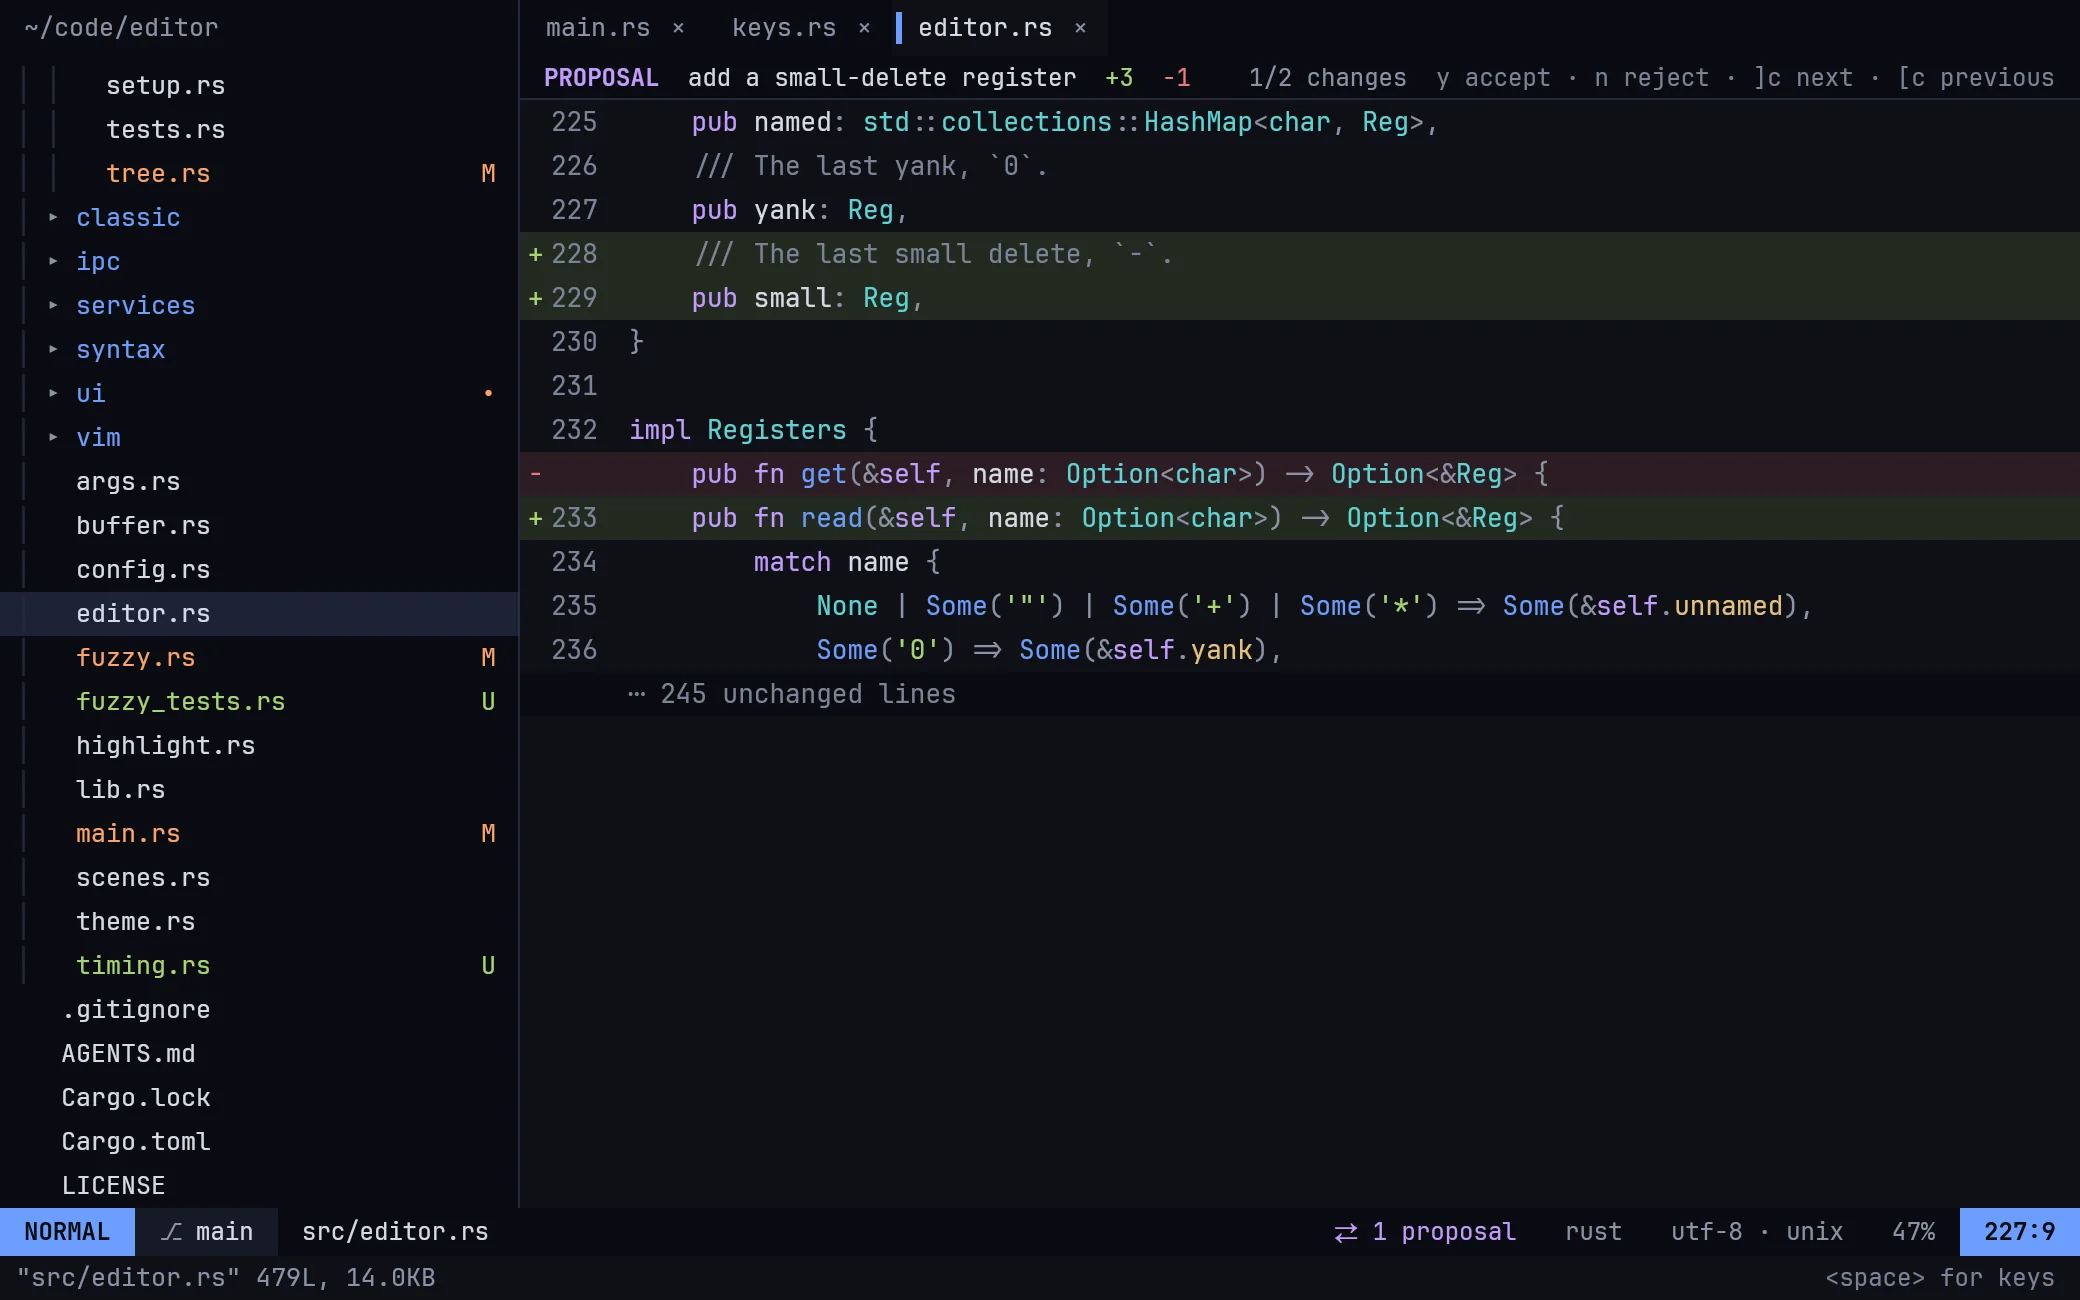 ~/code/editor
setup.rs
tests.rs
tree.rs M
▸ classic
▸ ipc
▸ services
▸ syntax
▸ ui •
▸ vim
args.rs
buffer.rs
config.rs
editor.rs
fuzzy.rs M
fuzzy_tests.rs U
highlight.rs
lib.rs
main.rs M
scenes.rs
theme.rs
timing.rs U
.gitignore
AGENTS.md
Cargo.lock
Cargo.toml
LICENSE
main.rs × keys.rs × editor.rs ×
PROPOSAL add a small-delete register +3 -1 1/2 changes y accept · n reject · ]c next · [c previous
225 pub named: std::collections::HashMap<char, Reg>,
226 /// The last yank, `0`.
227 pub yank: Reg,
+ 228 /// The last small delete, `-`.
+ 229 pub small: Reg,
230 }
231
232 impl Registers {
- pub fn get(&self, name: Option<char>) -> Option<&Reg> {
+ 233 pub fn read(&self, name: Option<char>) -> Option<&Reg> {
234 match name {
235 None | Some('"') | Some('+') | Some('*') => Some(&self.unnamed),
236 Some('0') => Some(&self.yank),
⋯ 245 unchanged lines
NORMAL ⎇ main src/editor.rs ⇄ 1 proposal rust utf-8 · unix 47% 227:9
"src/editor.rs" 479L, 14.0KB <space> for keys